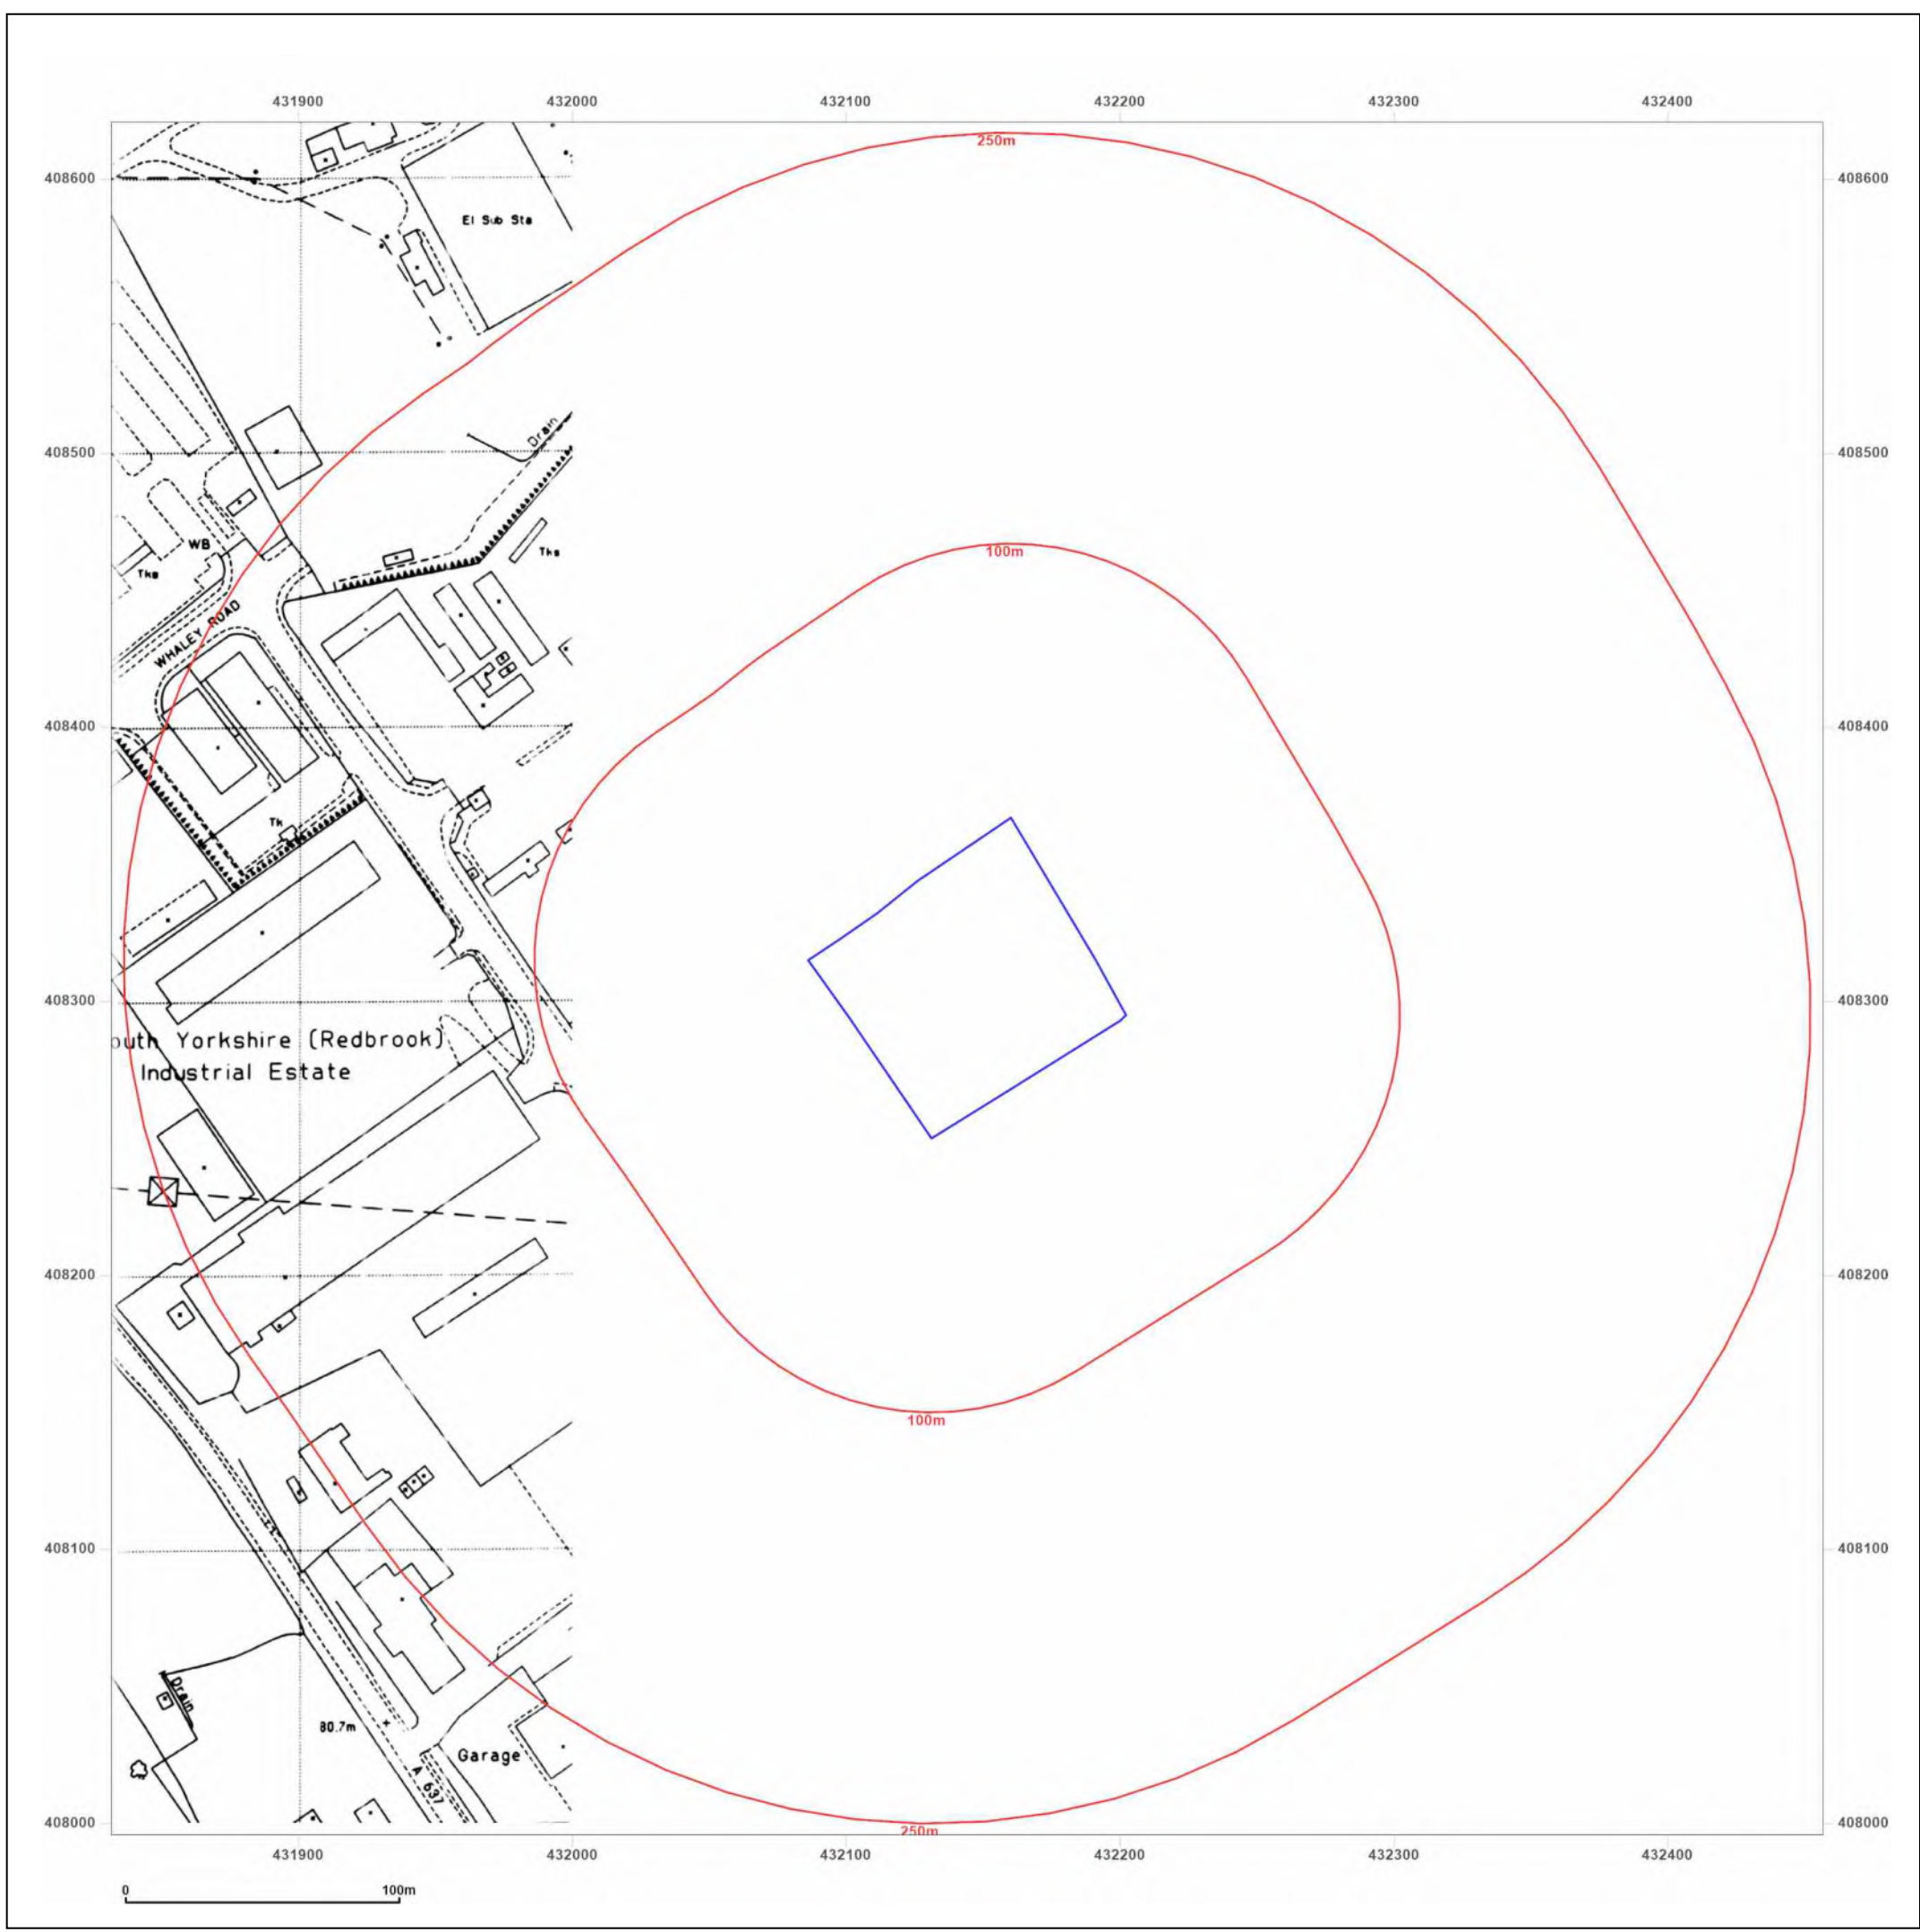 431900 432000 432100 432200 432300 432400
250m
408600 408600
El Sub Sta
Drain
408500 408500
WB
Tks
100m
Tks
WHALEY ROAD
408400 408400
Tk
408300 408300
outh Yorkshire (Redbrook)
Industrial Estate
408200 408200
100m
408100 408100
Drain
80.7m
Garage
A 637
408000 408000
250m
431900 432000 432100 432200 432300 432400
0 100m